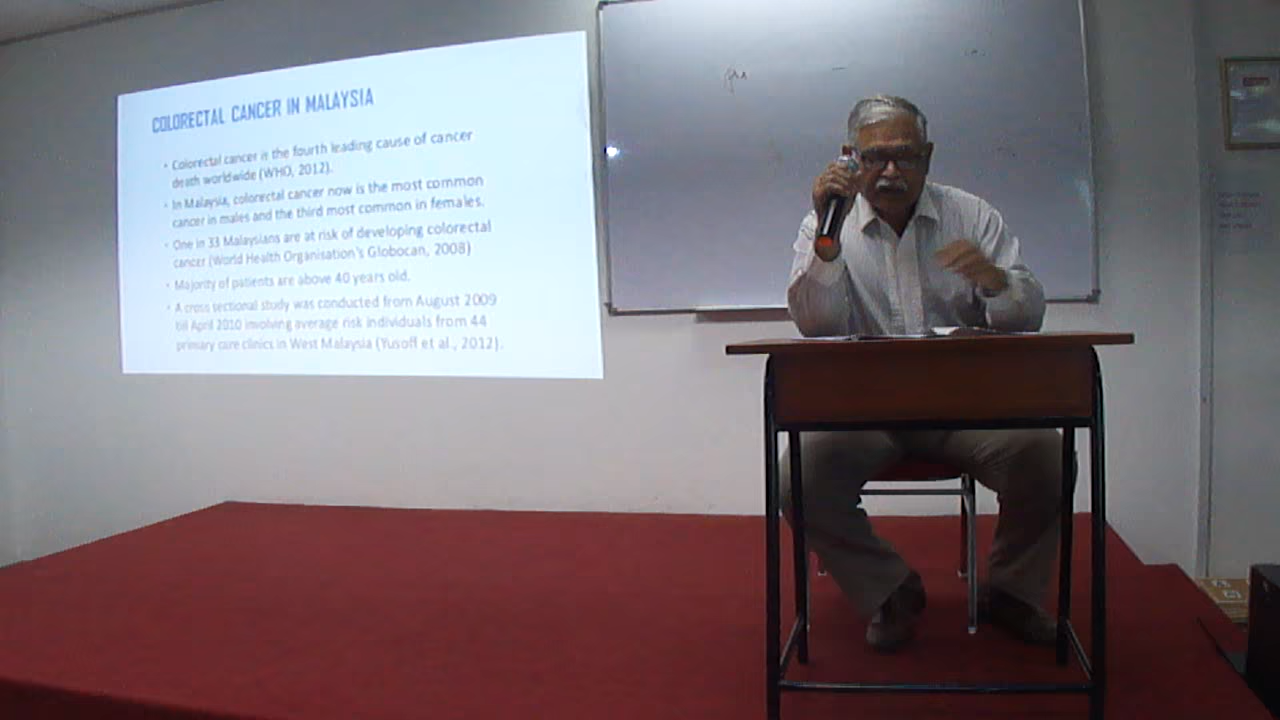 COLORECTAL CANCER IN MALAYSIA
• Colorectal cancer is the fourth leading cause of cancer
death worldwide (WHO, 2012).
• In Malaysia, colorectal cancer now is the most common
cancer in males and the third most common in females.
• One in 33 Malaysians are at risk of developing colorectal
cancer (World Health Organisation's Globocan, 2008)
• Majority of patients are above 40 years old.
• A cross sectional study was conducted from August 2009
till April 2010 involving average risk individuals from 44
primary care clinics in West Malaysia (Yusoff et al., 2012).